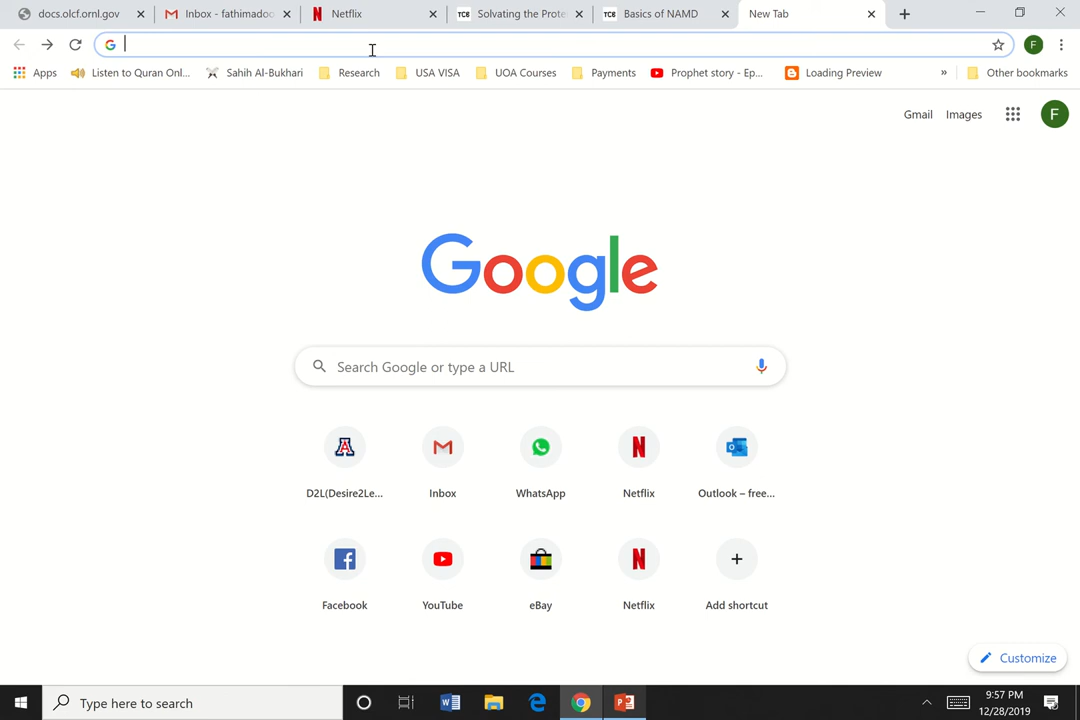 docs.olcf.ornl.gov
Inbox - fathimadoo
Netflix
TCB Solvating the Prote
TCB Basics of NAMD
New Tab
G
F
Apps
Listen to Quran Onl...
Sahih Al-Bukhari
Research
USA VISA
UOA Courses
Payments
Prophet story - Ep...
Loading Preview
»
Other bookmarks
Gmail
Images
F
Google
Search Google or type a URL
D2L(Desire2Le...
Inbox
WhatsApp
Netflix
Outlook – free...
Facebook
YouTube
eBay
Netflix
Add shortcut
Customize
Type here to search
9:57 PM
12/28/2019